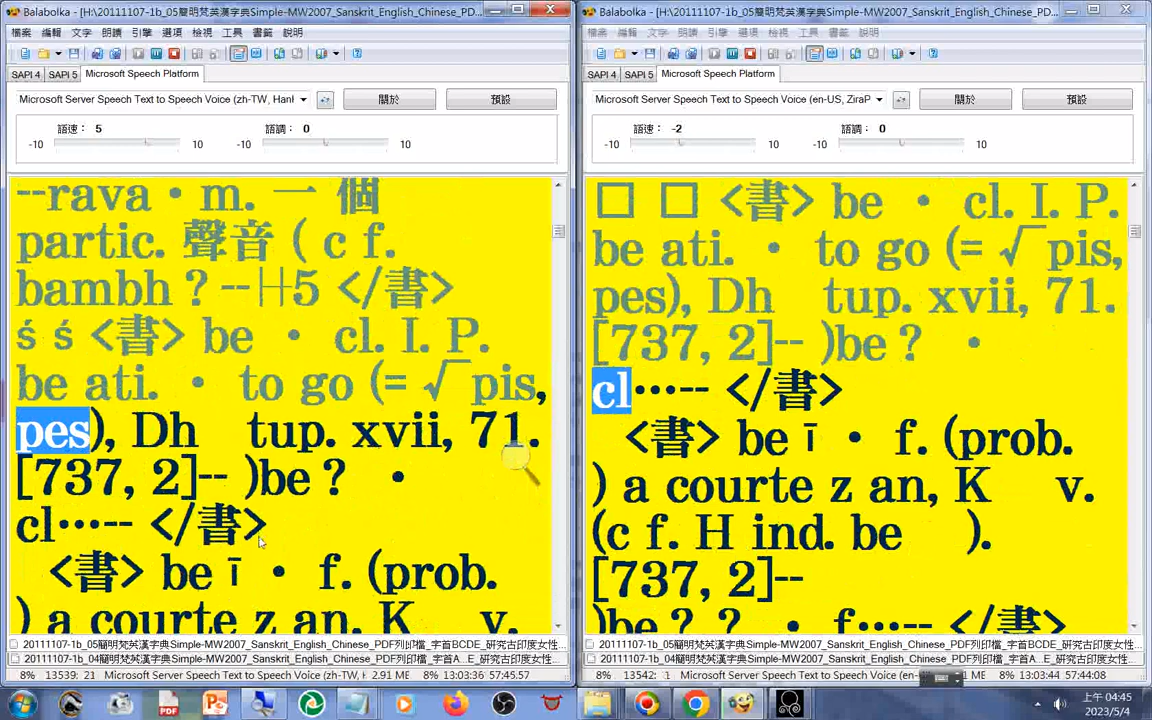 Balabolka - [H:\20111107-1b_05簡明梵英漢字典Simple-MW2007_Sanskrit_English_Chinese_PD...
檔案 編輯 文字 朗讀 引擎 選項 檢視 工具 書籤 說明
SAPI 4 SAPI 5 Microsoft Speech Platform
Microsoft Server Speech Text to Speech Voice (zh-TW, Hanl
關於 預設
語速： 5 語調： 0
-10 10 -10 10
--rava • m. 一 個
partic. 聲音 ( c f.
bambh ? --H5 </書>
ś ś <書> be • cl. I. P.
be ati. • to go (= √ pis,
pes), Dh tup. xvii, 71.
[737, 2]-- )be ? •
cl…-- </書>
<書> be ī • f. (prob.
) a courte z an, K v.
20111107-1b_05簡明梵英漢字典Simple-MW2007_Sanskrit_English_Chinese_PDF列印檔_字首BCDE_研究古印度女性...
20111107-1b_04簡明梵英漢字典Simple-MW2007_Sanskrit_English_Chinese_PDF列印檔_字首A...E_研究古印度女性...
8% 13539: 21 Microsoft Server Speech Text to Speech Voice (zh-TW, 2.91 MB 8% 13:03:36 57:45.57
Balabolka - [H:\20111107-1b_05簡明梵英漢字典Simple-MW2007_Sanskrit_English_Chinese_PD...
檔案 編輯 文字 朗讀 引擎 選項 檢視 工具 書籤 說明
SAPI 4 SAPI 5 Microsoft Speech Platform
Microsoft Server Speech Text to Speech Voice (en-US, ZiraP
關於 預設
語速： -2 語調： 0
-10 10 -10 10
□ □ <書> be • cl. I. P.
be ati. • to go (= √ pis,
pes), Dh tup. xvii, 71.
[737, 2]-- )be ? •
cl…-- </書>
<書> be ī • f. (prob.
) a courte z an, K v.
(c f. H ind. be ).
[737, 2]--
)be ? ? • f…-- </書>
20111107-1b_05簡明梵英漢字典Simple-MW2007_Sanskrit_English_Chinese_PDF列印檔_字首BCDE_研究古印度女性...
20111107-1b_04簡明梵英漢字典Simple-MW2007_Sanskrit_English_Chinese_PDF列印檔_字首A...E_研究古印度女性...
8% 13542: Microsoft Server Speech Text to Speech Voice MB 8% 13:03:44 57:44:08
PDF
上午 04:45
2023/5/4